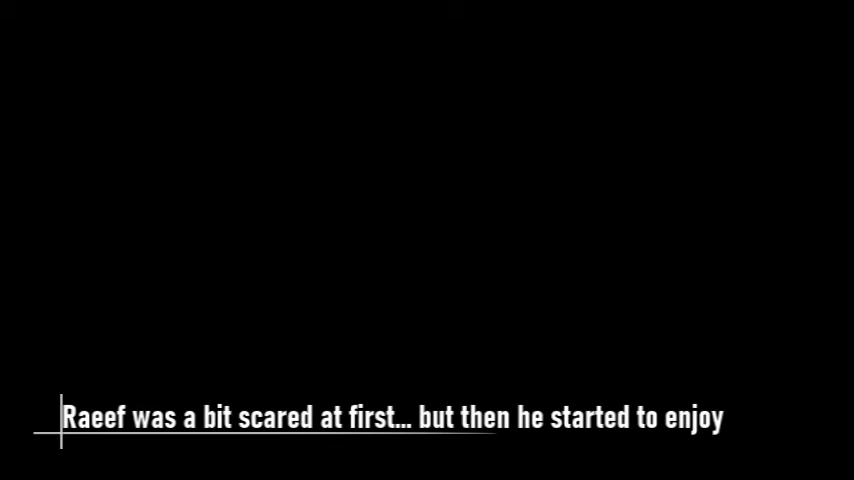 Raeef was a bit scared at first... but then he started to enjoy